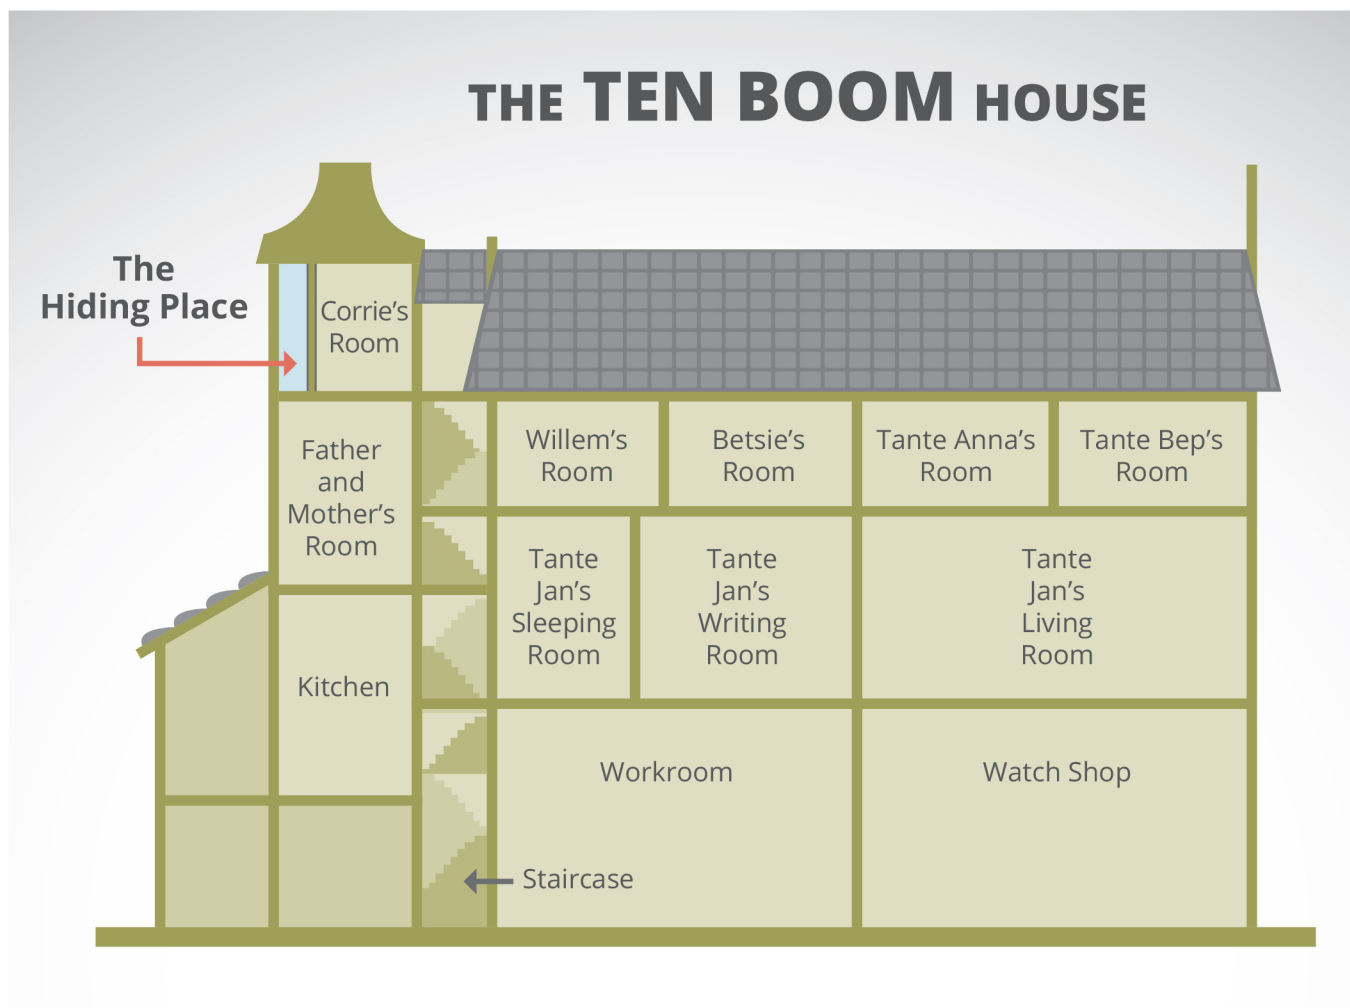 THE TEN BOOM HOUSE
The
Hiding Place
Corrie’s
Room
Father
and
Mother’s
Room
Willem’s
Room
Betsie’s
Room
Tante Anna’s
Room
Tante Bep’s
Room
Tante
Jan’s
Sleeping
Room
Tante
Jan’s
Writing
Room
Tante
Jan’s
Living
Room
Kitchen
Workroom
Watch Shop
Staircase